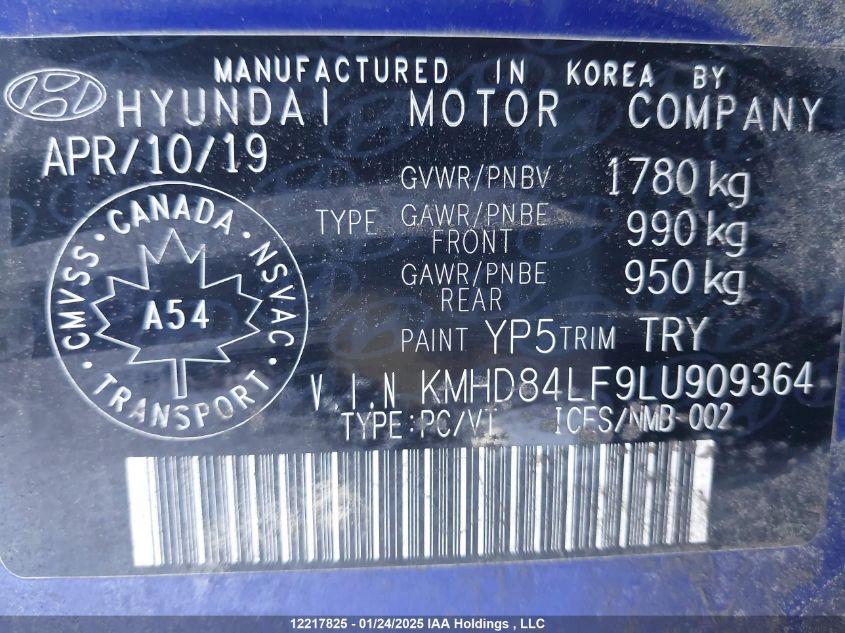 MANUFACTURED IN KOREA BY
HYUNDAI MOTOR COMPANY
APR/10/19
GVWR/PNBV 1780 kg
TYPE GAWR/PNBE FRONT 990 kg
GAWR/PNBE REAR 950 kg
PAINT YP5 TRIM TRY
CANADA · NSVAC · TRANSPORT · CMVSS ·
A54
V.I.N KMHD84LF9LU909364
TYPE:PC/VT ICES/NMB-002
12217825 - 01/24/2025 IAA Holdings , LLC